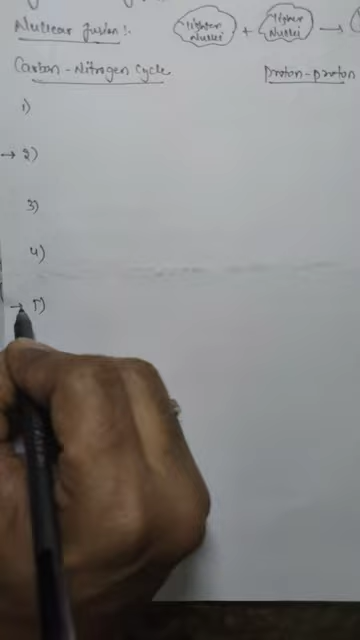 Nuclear fusion :-
Lighter Nuclei + Lighter Nuclei →
Carbon - Nitrogen Cycle
Proton - proton
1)
→ 2)
3)
4)
→ 5)